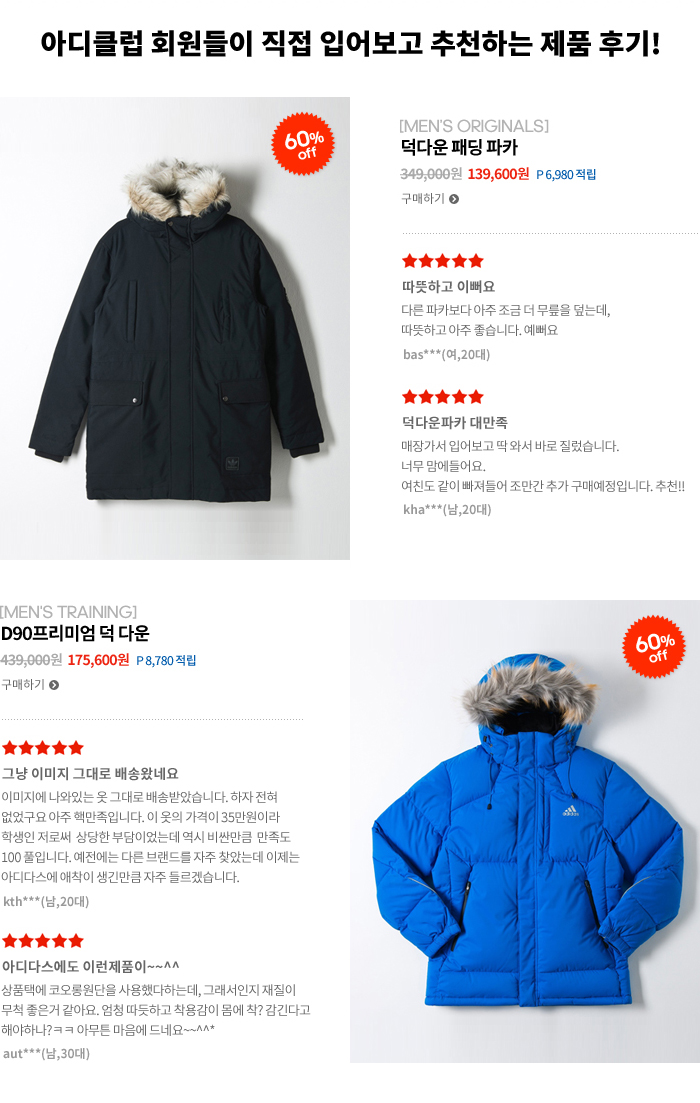 아디클럽 회원들이 직접 입어보고 추천하는 제품 후기!
60%
off
[MEN'S ORIGINALS]
덕다운 패딩 파카
349,000원 139,600원 P 6,980 적립
구매하기
따뜻하고 이뻐요
다른 파카보다 아주 조금 더 무릎을 덮는데,
따뜻하고 아주 좋습니다. 예뻐요
bas***(여,20대)
덕다운파카 대만족
매장가서 입어보고 딱 와서 바로 질렀습니다.
너무 맘에들어요.
여친도 같이 빠져들어 조만간 추가 구매예정입니다. 추천!!
kha***(남,20대)
[MEN'S TRAINING]
D90프리미엄 덕 다운
439,000원 175,600원 P 8,780 적립
구매하기
그냥 이미지 그대로 배송왔네요
이미지에 나와있는 옷 그대로 배송받았습니다. 하자 전혀
없었구요 아주 핵만족입니다. 이 옷의 가격이 35만원이라
학생인 저로써 상당한 부담이었는데 역시 비싼만큼 만족도
100 풀입니다. 예전에는 다른 브랜드를 자주 찾았는데 이제는
아디다스에 애착이 생긴만큼 자주 들르겠습니다.
kth***(남,20대)
아디다스에도 이런제품이~~^^
상품택에 코오롱원단을 사용했다하는데, 그래서인지 재질이
무척 좋은거 같아요. 엄청 따듯하고 착용감이 몸에 착? 감긴다고
해야하나?ㅋㅋ 아무튼 마음에 드네요~~^^*
aut***(남,30대)
60%
off
adidas